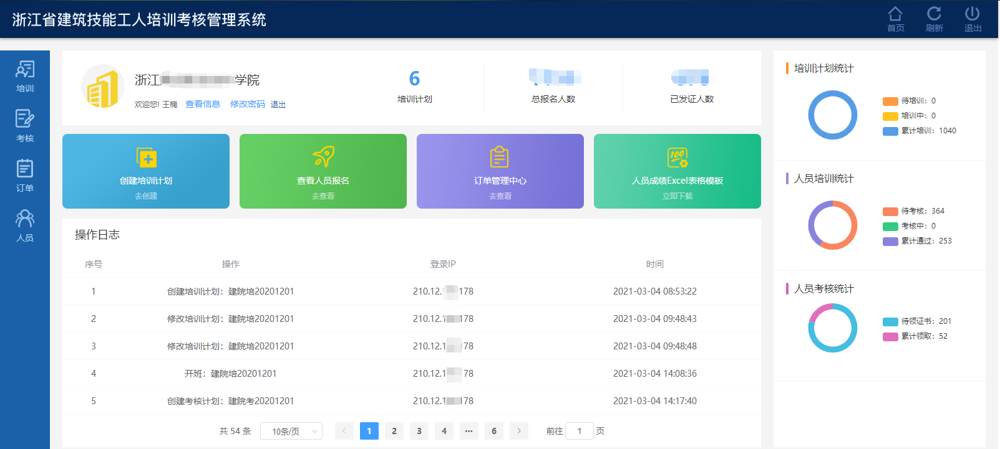 浙江省建筑技能工人培训考核管理系统
首页 刷新 退出
培训
考核
订单
人员
浙江 学院
欢迎您! 王楠 查看信息 修改密码 退出
6
培训计划
总报名人数
已发证人数
创建培训计划
去创建
查看人员报名
去查看
订单管理中心
去查看
人员成绩Excel表格模板
立即下载
操作日志
序号 操作 登录IP 时间
1 创建培训计划：建院培20201201 210.12. 178 2021-03-04 08:53:22
2 修改培训计划：建院培20201201 210.12. 178 2021-03-04 09:48:43
3 修改培训计划：建院培20201201 210.12.1 78 2021-03-04 09:48:48
4 开班：建院培20201201 210.12.1 78 2021-03-04 14:08:36
5 创建考核计划：建院考20201201 210.12.1 178 2021-03-04 14:17:40
共 54 条 10条/页 1 2 3 4 ··· 6 前往 1 页
培训计划统计
待培训：0
培训中：0
累计培训：1040
人员培训统计
待考核：364
考核中：0
累计通过：253
人员考核统计
待领证书：201
累计领取：52